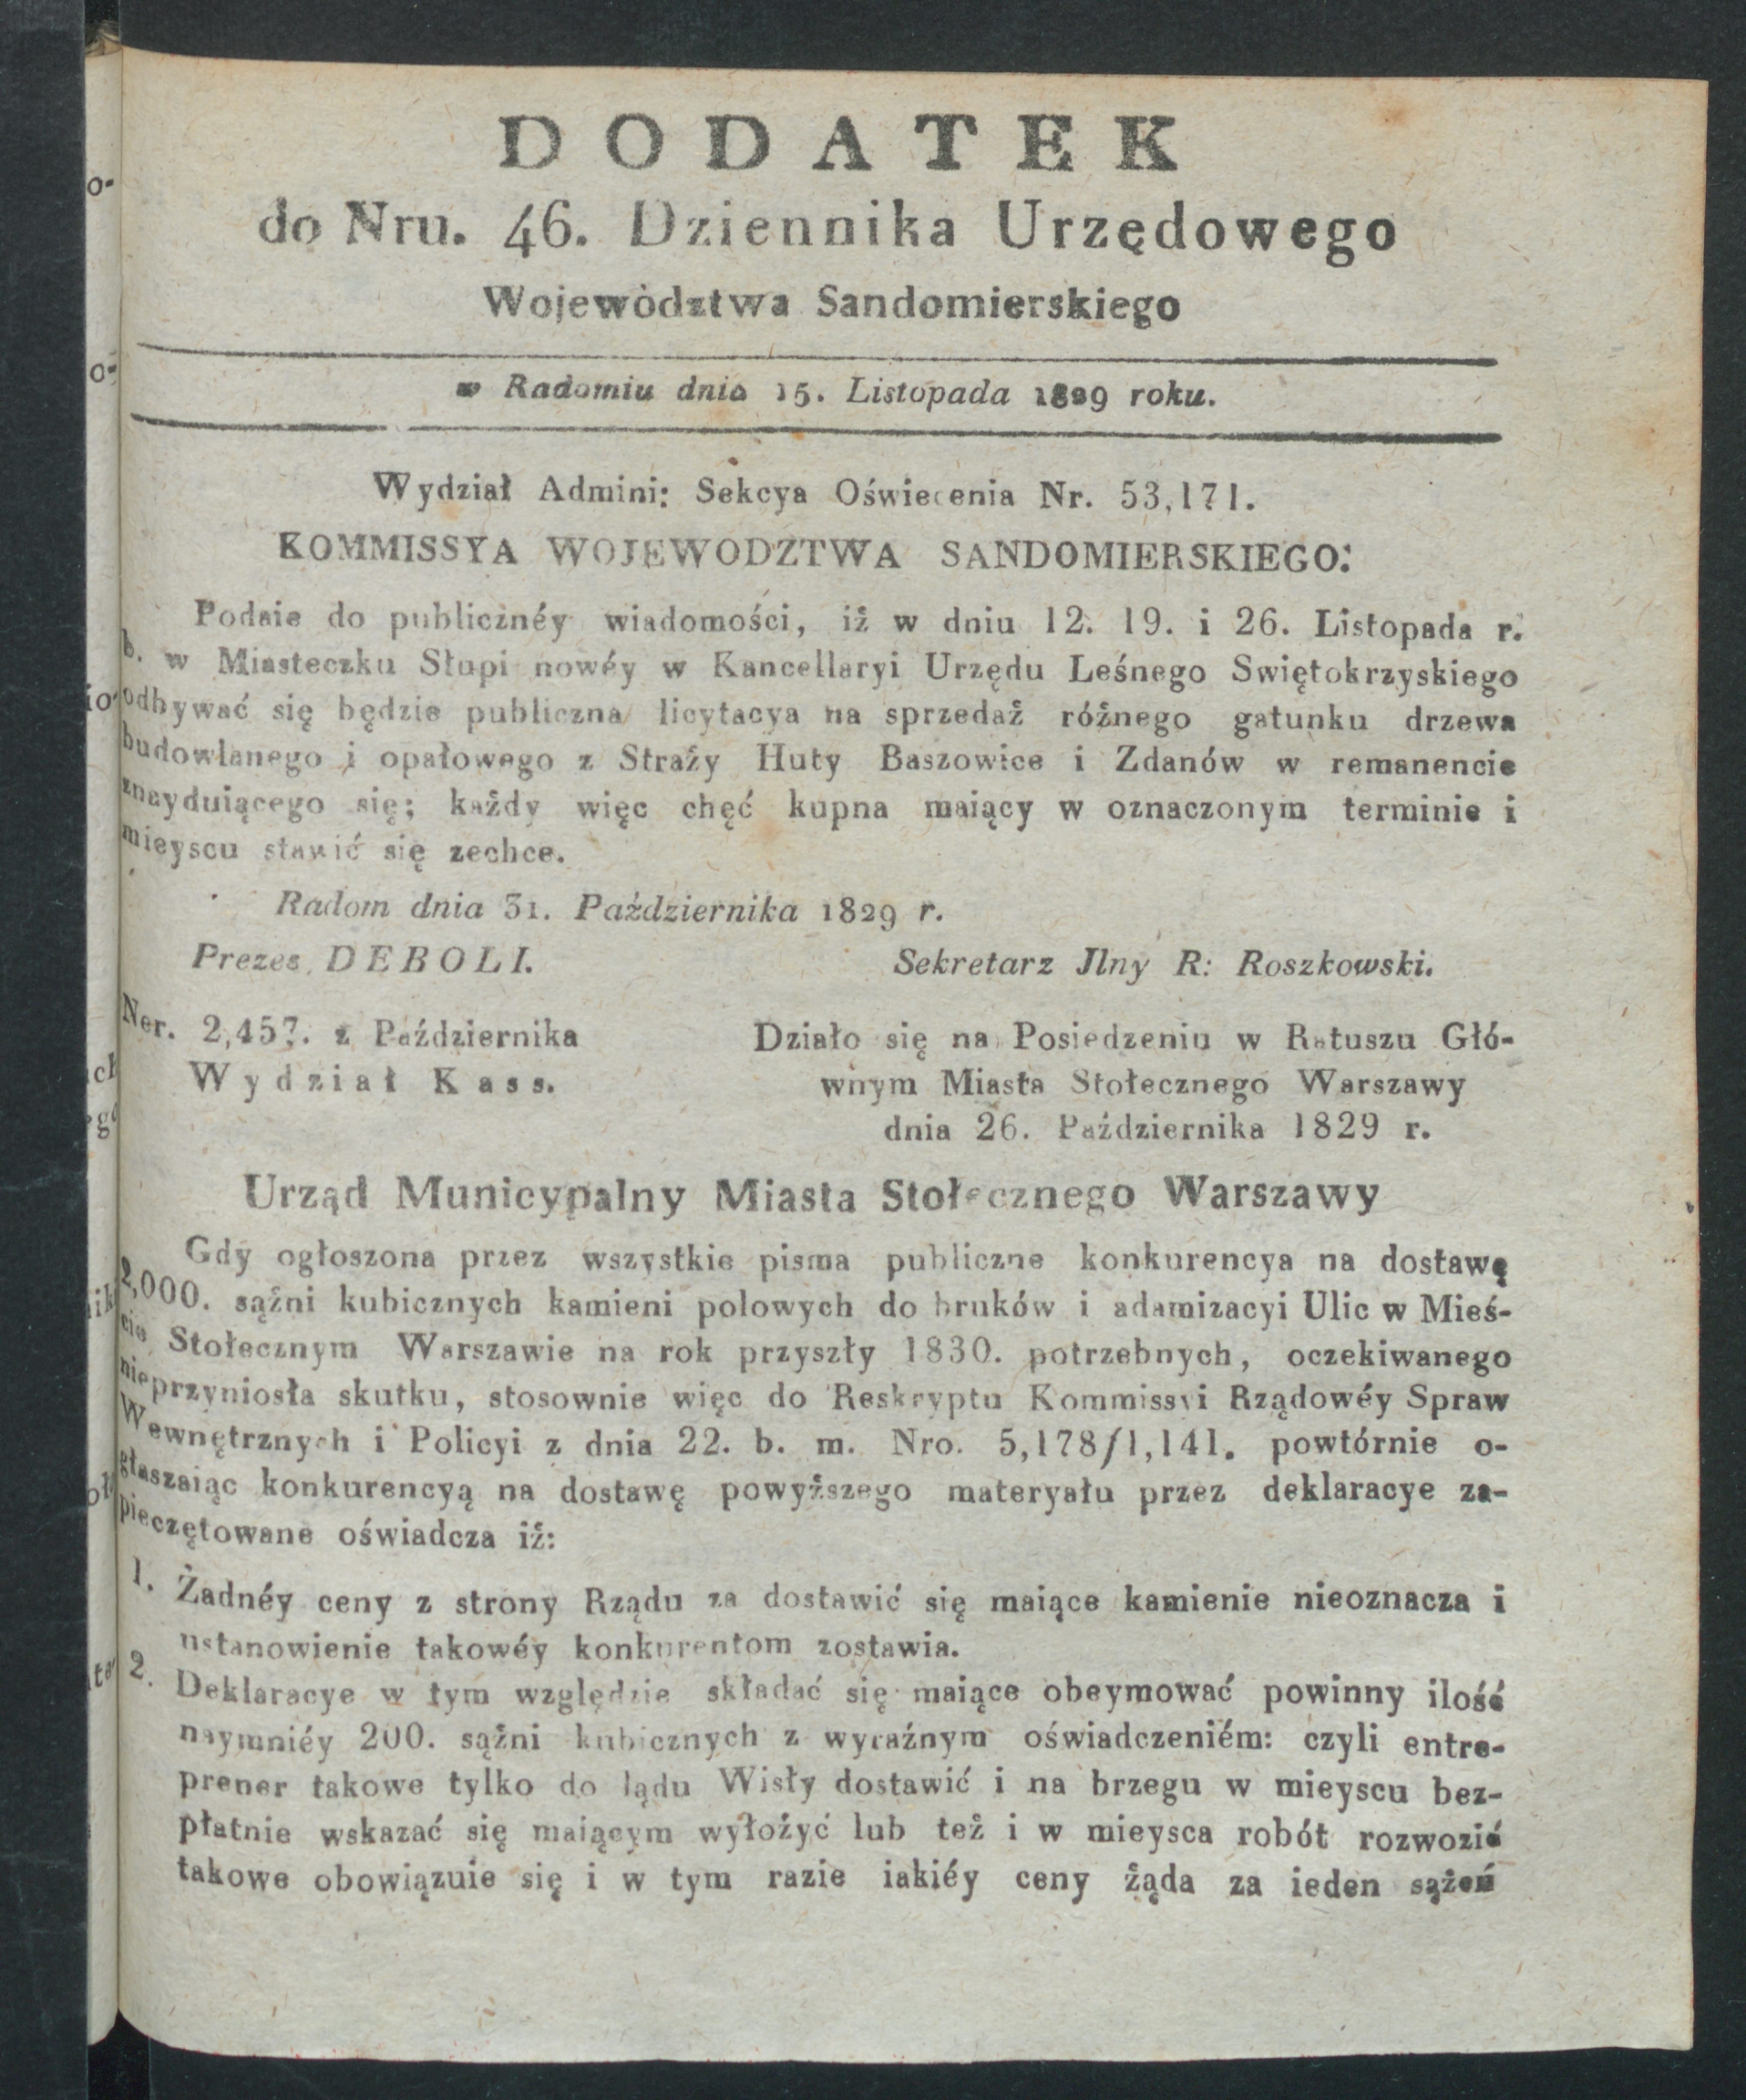 DODATEK
do Nru. 46. Dziennika Urzędowego
Wojewòdztwa Sandomierskiego
w Radomiu dnia 15. Listopada 1829 roku.
Wydział Admini: Sekcya Oświecenia Nr. 53,171.
KOMMISSYA WOJEWODZTWA SANDOMIERSKIEGO:
Podaie do publicznéy wiadomości, iż w dniu 12. 19. i 26. Listopada r.
b. w Miasteczku Słupi nowéy w Kancellaryi Urzędu Leśnego Swiętokrzyskiego
odbywać się będzie publiczna licytacya na sprzedaż różnego gatunku drzewa
budowlanego i opałowego z Straży Huty Baszowice i Zdanów w remanencie
znayduiącego się; każdy więc chęć kupna maiący w oznaczonym terminie i
mieyscu stawić się zechce.
Radom dnia 31. Października 1829 r.
Prezes DEBOLI.
Sekretarz Jlny R: Roszkowski.
Ner. 2,457. z Października
Wydział Kass.
Działo się na Posiedzeniu w Ratuszu Głó-
wnym Miasta Stołecznego Warszawy
dnia 26. Października 1829 r.
Urząd Municypalny Miasta Stołecznego Warszawy
Gdy ogłoszona przez wszystkie pisma publiczne konkurencya na dostawę
2,000. sążni kubicznych kamieni polowych do bruków i adamizacyi Ulic w Mieś-
cie Stołecznym Warszawie na rok przyszły 1830. potrzebnych, oczekiwanego
nieprzyniosła skutku, stosownie więc do Reskryptu Kommissyi Rządowéy Spraw
Wewnętrznych i Policyi z dnia 22. b. m. Nro. 5,178/1,141. powtórnie o-
głaszaiąc konkurencyą na dostawę powyższego materyału przez deklaracye za-
pieczętowane oświadcza iż:
1. Żadnéy ceny z strony Rządu za dostawić się maiące kamienie nieoznacza i
ustanowienie takowéy konkurentom zostawia.
2. Deklaracye w tym względzie składać się maiące obeymować powinny ilość
naymniéy 200. sążni kubicznych z wyraźnym oświadczeniém: czyli entre-
prener takowe tylko do lądu Wisły dostawić i na brzegu w mieyscu bez-
płatnie wskazać się maiącym wyłożyć lub też i w mieysca robót rozwozić
takowe obowiązuie się i w tym razie iakiéy ceny żąda za ieden sążeń